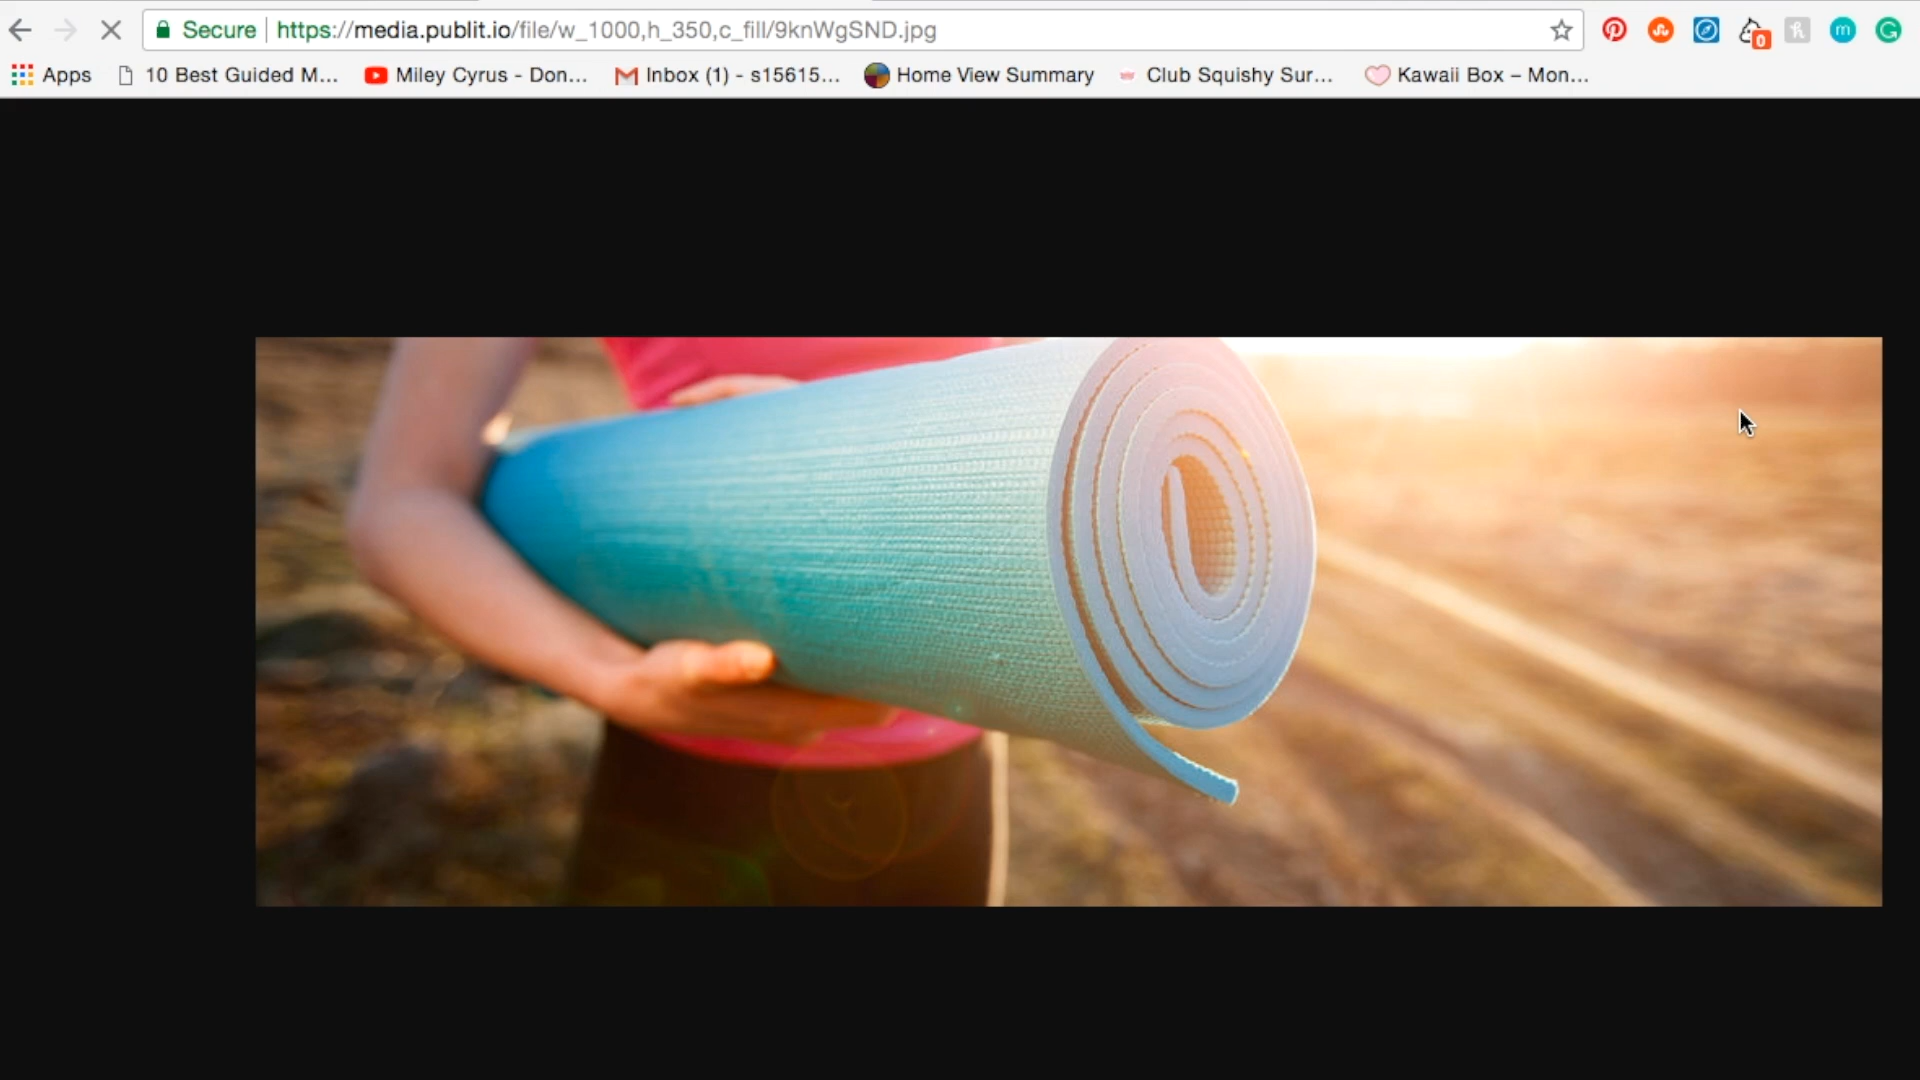 Secure https://media.publit.io/file/w_1000,h_350,c_fill/9knWgSND.jpg
0 m
Apps 10 Best Guided M... Miley Cyrus - Don... Inbox (1) - s15615... Home View Summary Club Squishy Sur... Kawaii Box – Mon...